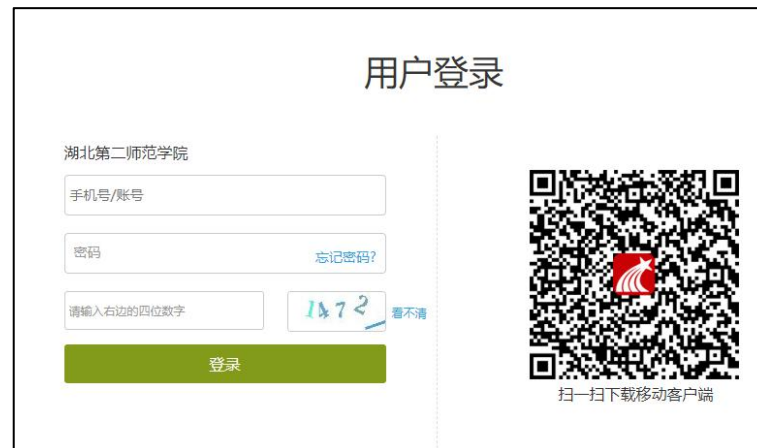 用户登录
湖北第二师范学院
手机号/账号
密码
忘记密码?
请输入右边的四位数字
1472
看不清
登录
扫一扫下载移动客户端